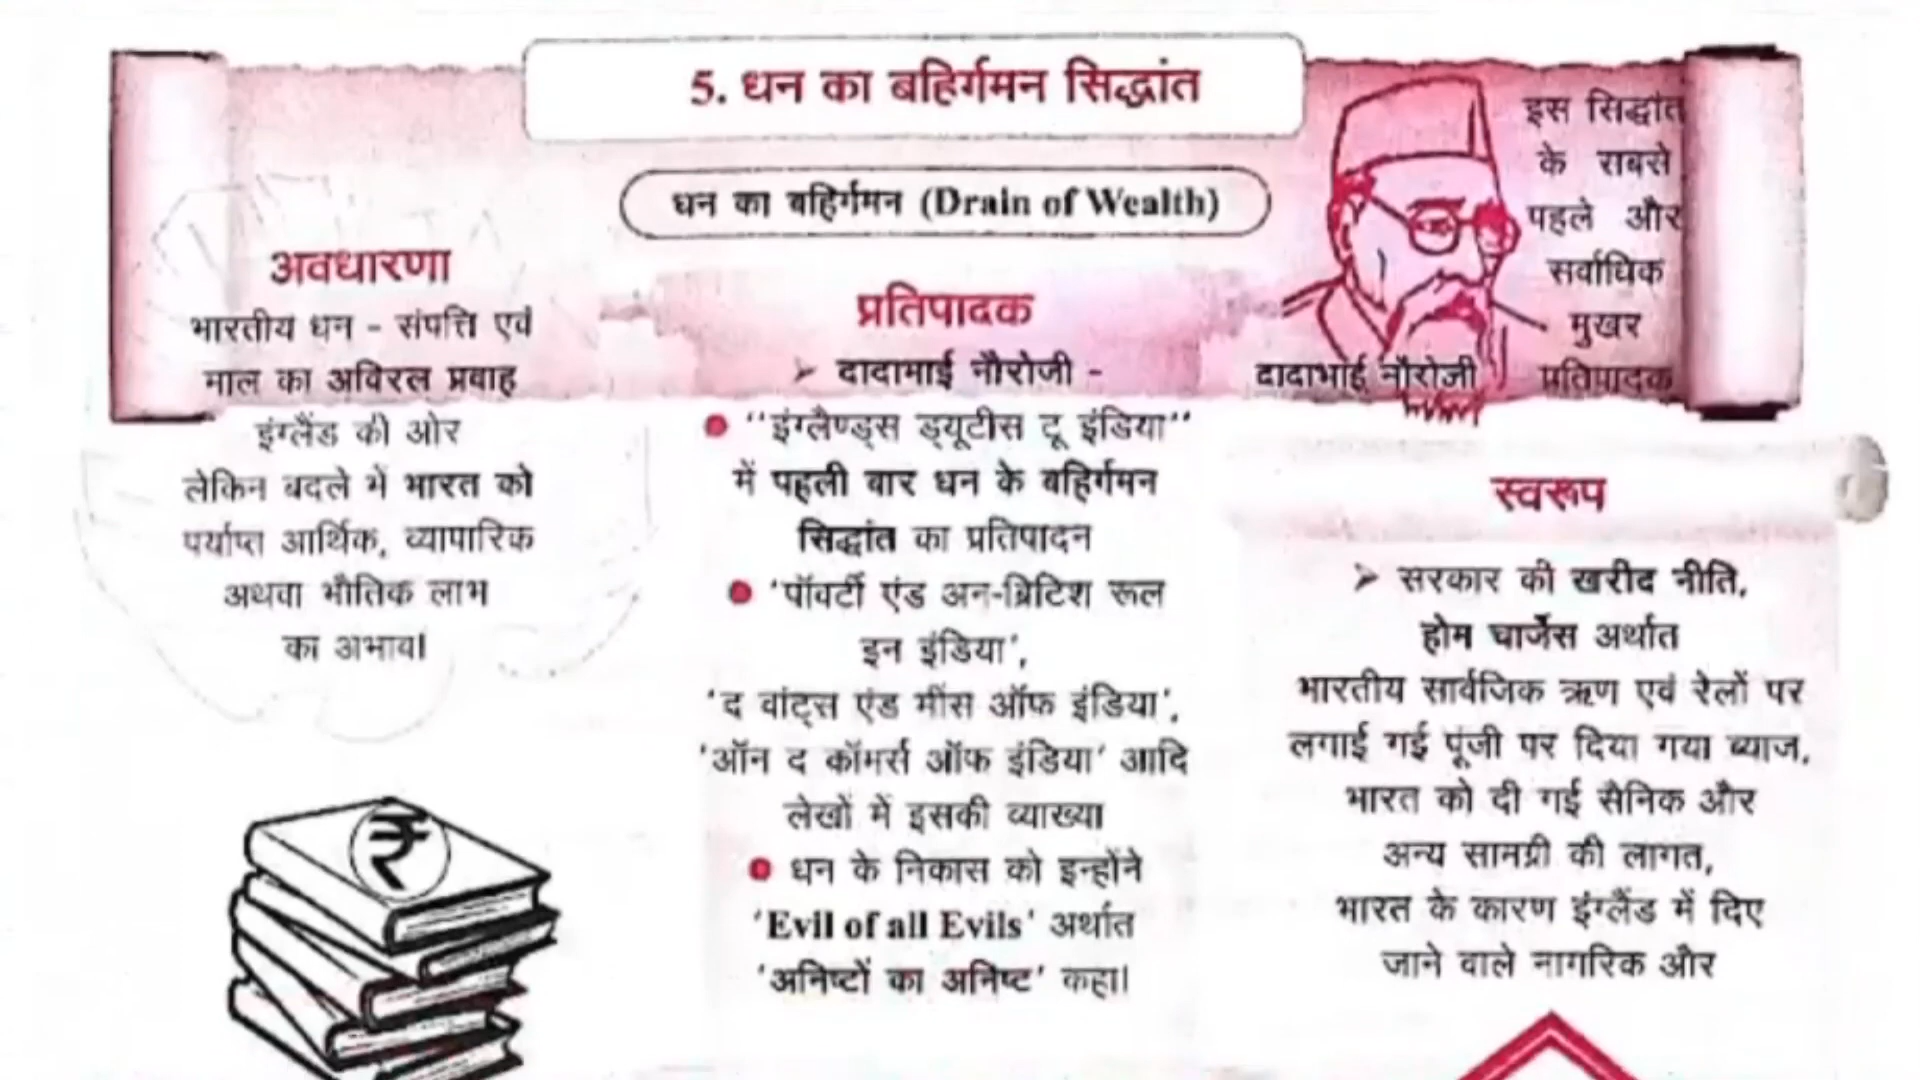 5. धन का बहिर्गमन सिद्धांत
धन का बहिर्गमन (Drain of Wealth)
अवधारणा
भारतीय धन - संपत्ति एवं
माल का अविरल प्रवाह
इंग्लैंड की ओर
लेकिन बदले में भारत को
पर्याप्त आर्थिक, व्यापारिक
अथवा भौतिक लाभ
का अभाव।
₹
प्रतिपादक
➢ दादाभाई नौरोजी -
● ‘‘इंग्लैण्ड्स ड्यूटीस टू इंडिया’’
में पहली बार धन के बहिर्गमन
सिद्धांत का प्रतिपादन
● ‘पॉवर्टी एंड अन-ब्रिटिश रूल
इन इंडिया’,
‘द वांट्स एंड मींस ऑफ इंडिया’,
‘ऑन द कॉमर्स ऑफ इंडिया’ आदि
लेखों में इसकी व्याख्या
● धन के निकास को इन्होंने
‘Evil of all Evils’ अर्थात
‘अनिष्टों का अनिष्ट’ कहा।
दादाभाई नौरोजी
इस सिद्धांत
के सबसे
पहले और
सर्वाधिक
मुखर
प्रतिपादक
स्वरूप
➢ सरकार की खरीद नीति,
होम चार्जेस अर्थात
भारतीय सार्वजिक ऋण एवं रेलों पर
लगाई गई पूंजी पर दिया गया ब्याज,
भारत को दी गई सैनिक और
अन्य सामग्री की लागत,
भारत के कारण इंग्लैंड में दिए
जाने वाले नागरिक और